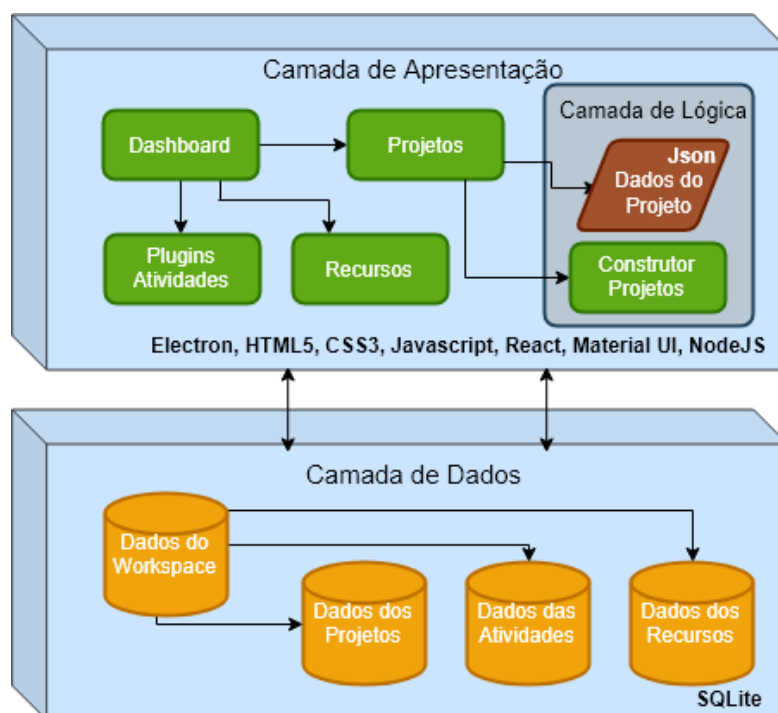 Camada de Apresentação
Camada de Lógica
Dashboard
Projetos
Json
Dados do
Projeto
Plugins
Atividades
Recursos
Construtor
Projetos
Electron, HTML5, CSS3, Javascript, React, Material UI, NodeJS
Camada de Dados
Dados do
Workspace
Dados dos
Projetos
Dados das
Atividades
Dados dos
Recursos
SQLite